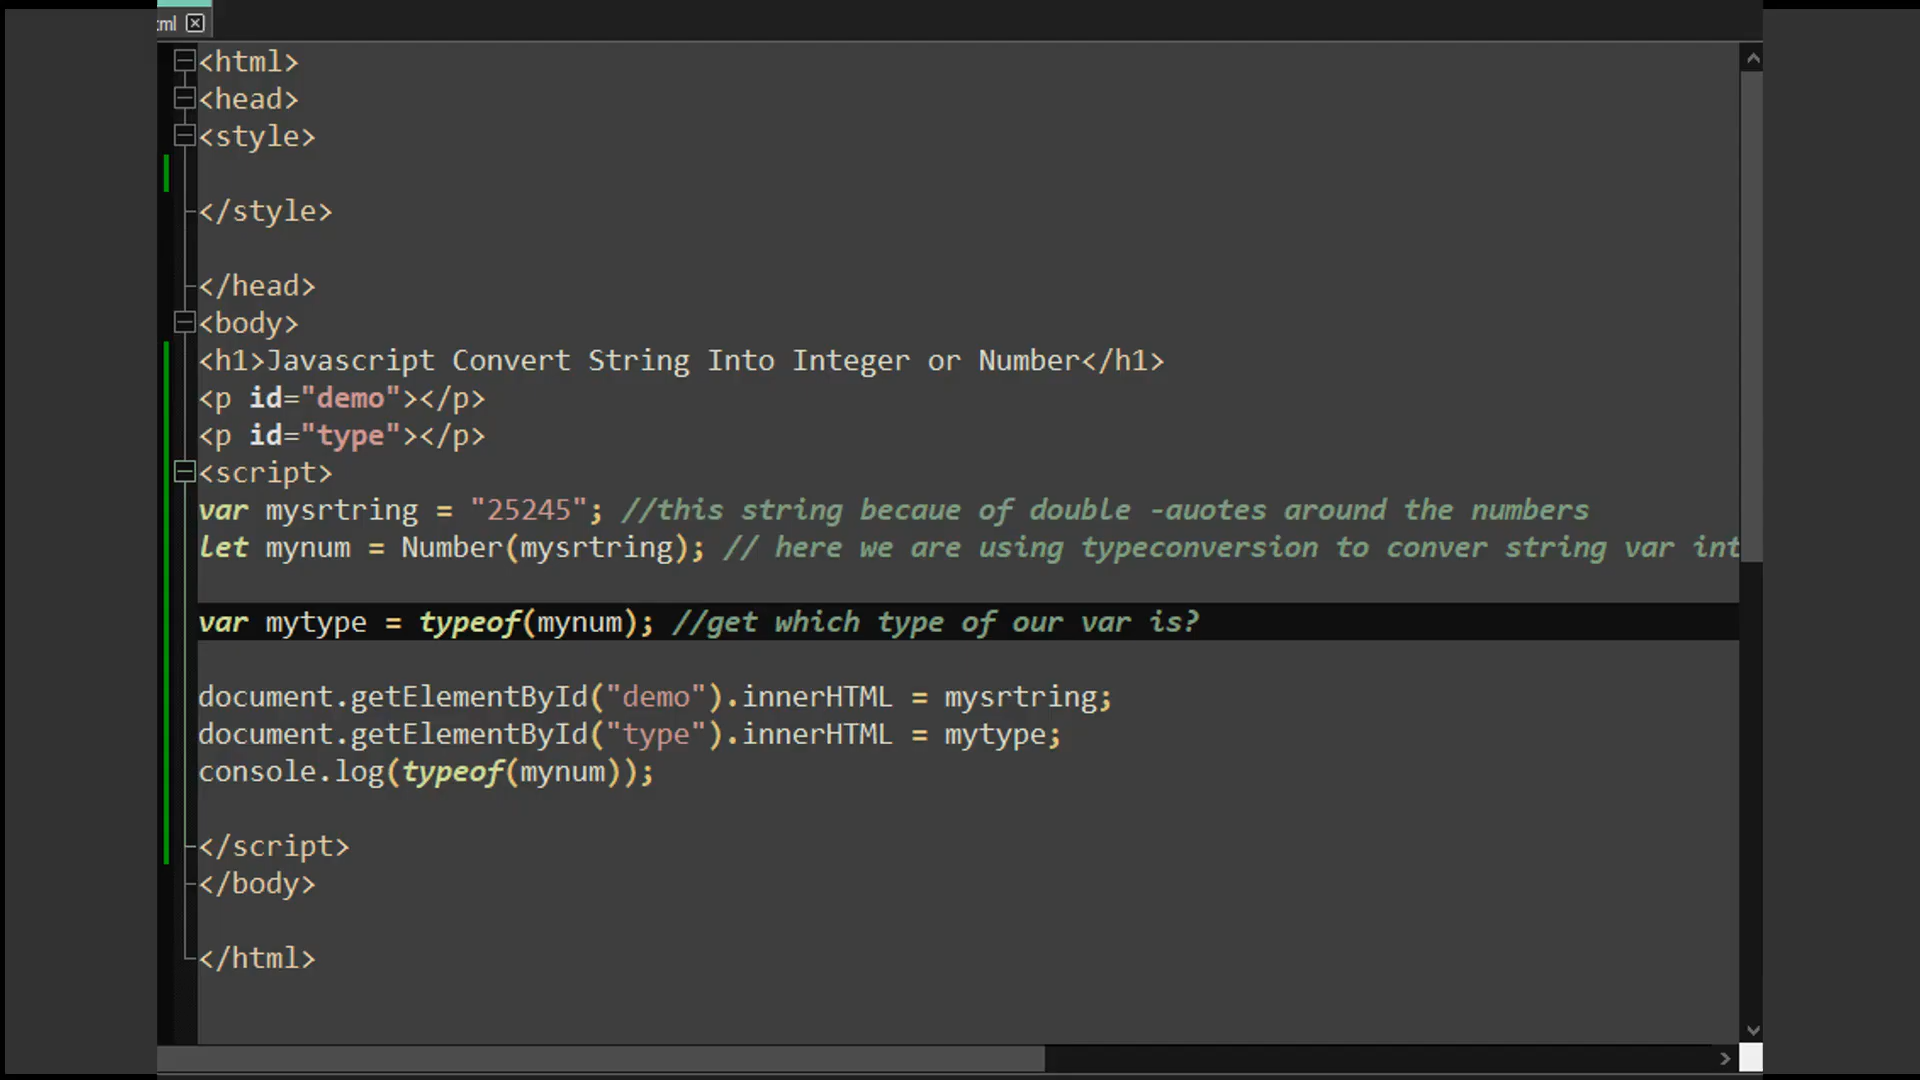 ml
<html>
<head>
<style>
</style>
</head>
<body>
<h1>Javascript Convert String Into Integer or Number</h1>
<p id="demo"></p>
<p id="type"></p>
<script>
var mysrtring = "25245"; //this string becaue of double -auotes around the numbers
let mynum = Number(mysrtring); // here we are using typeconversion to conver string var int
var mytype = typeof(mynum); //get which type of our var is?
document.getElementById("demo").innerHTML = mysrtring;
document.getElementById("type").innerHTML = mytype;
console.log(typeof(mynum));
</script>
</body>
</html>